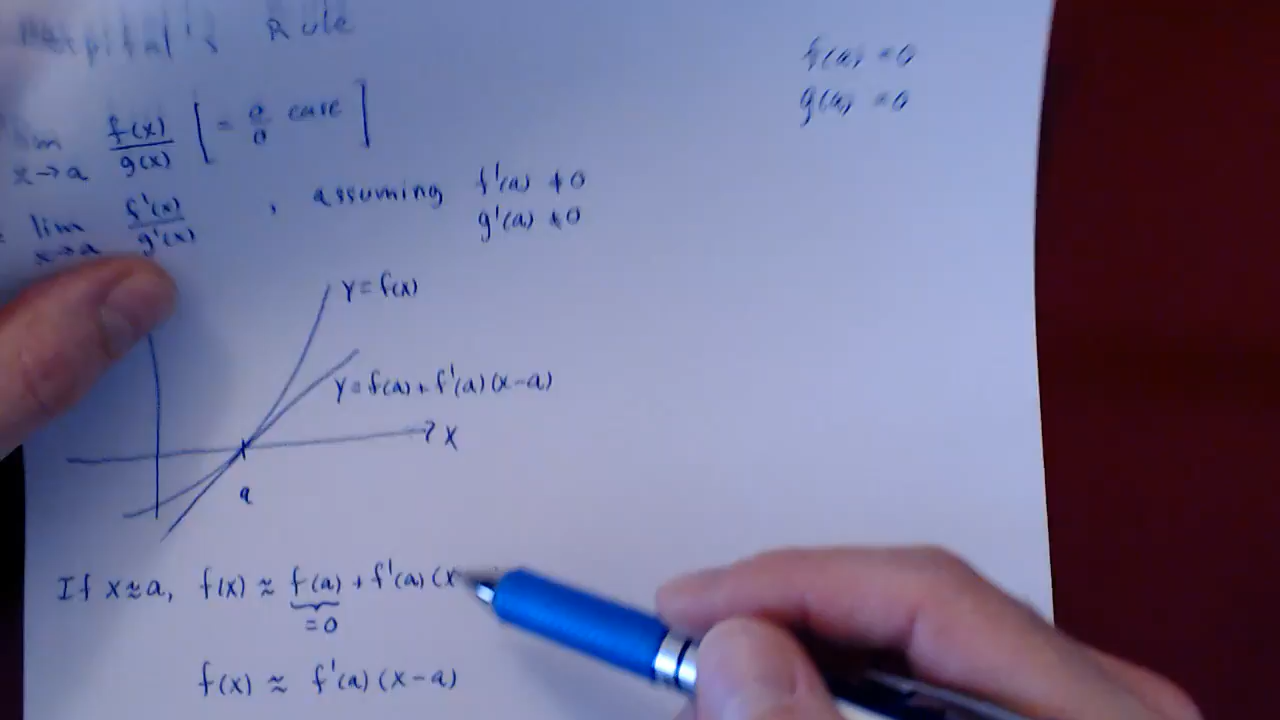 Rule
f(a) = 0
g(a) = 0
lim x→a f(x)/g(x) [ = 0/0 case ]
= lim x→a f'(x)/g'(x) , assuming f'(a) ≠ 0
g'(a) ≠ 0
y = f(x)
y = f(a) + f'(a)(x-a)
x
a
If x≈a, f(x) ≈ f(a) + f'(a)(x
= 0
f(x) ≈ f'(a)(x-a)